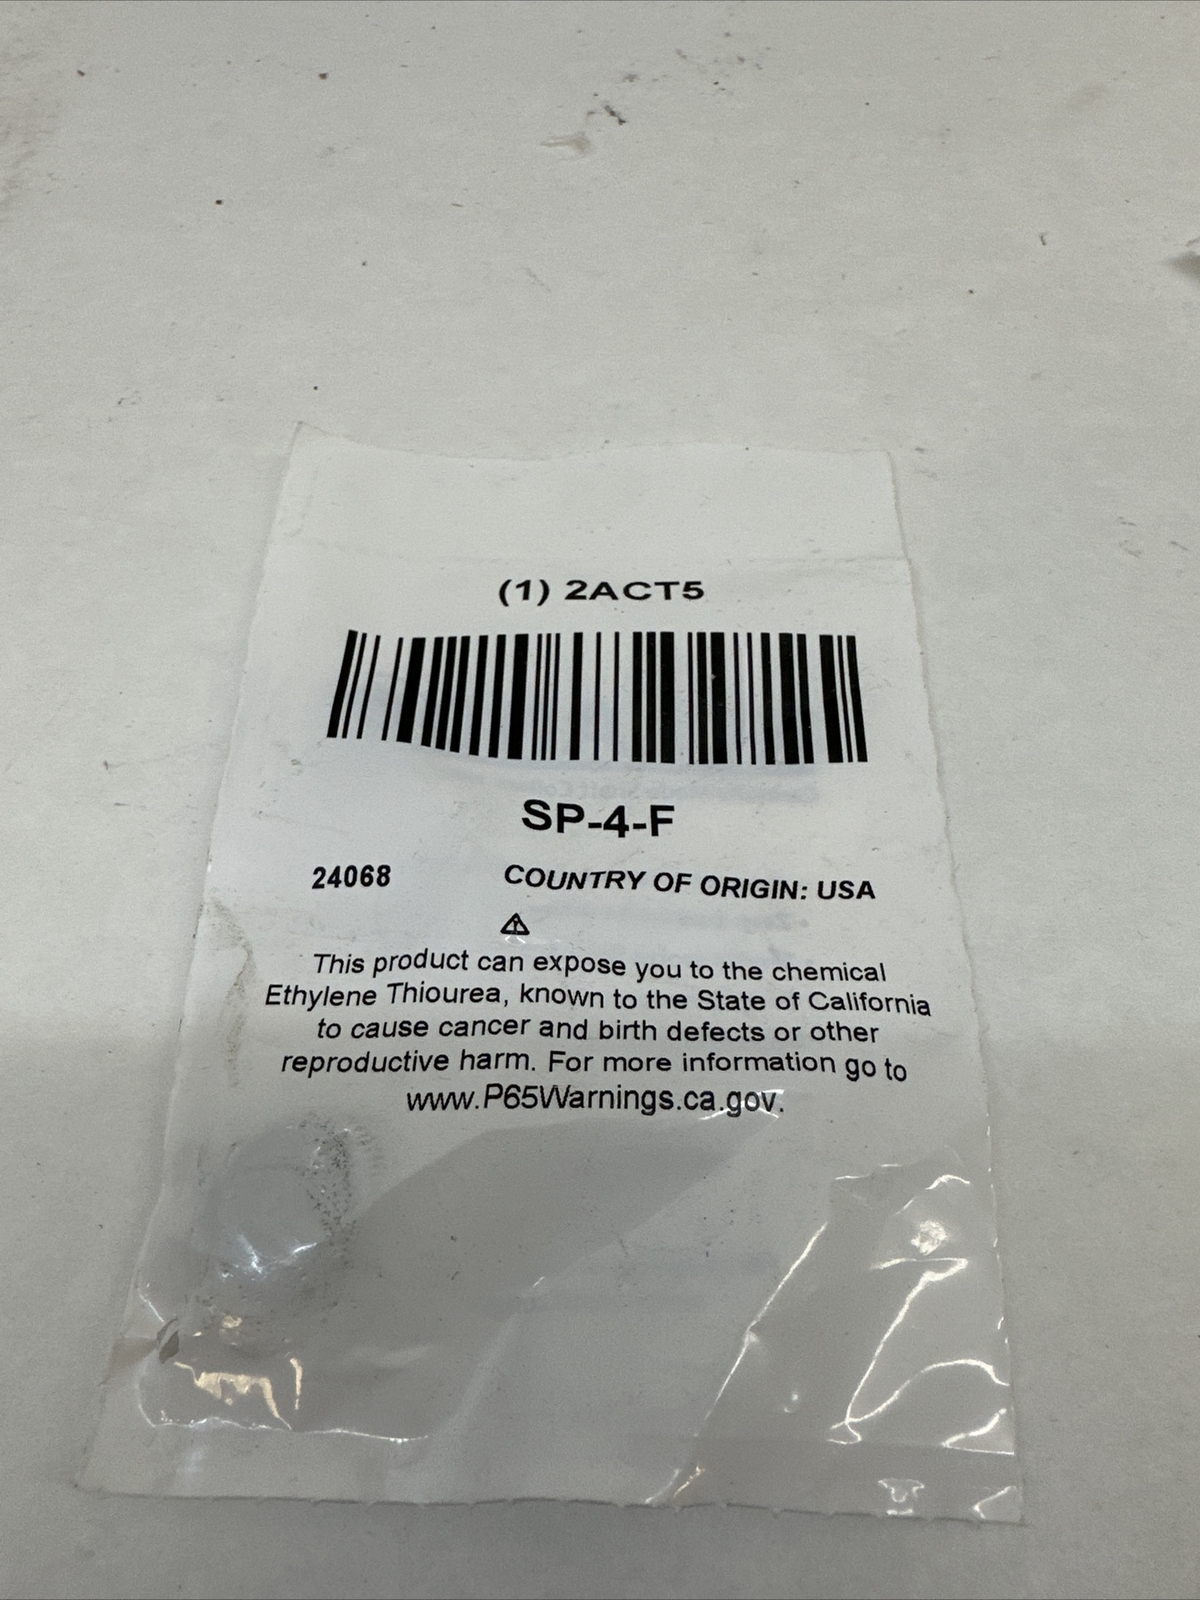 (1) 2ACT5
SP-4-F
24068 COUNTRY OF ORIGIN: USA
This product can expose you to the chemical
Ethylene Thiourea, known to the State of California
to cause cancer and birth defects or other
reproductive harm. For more information go to
www.P65Warnings.ca.gov.